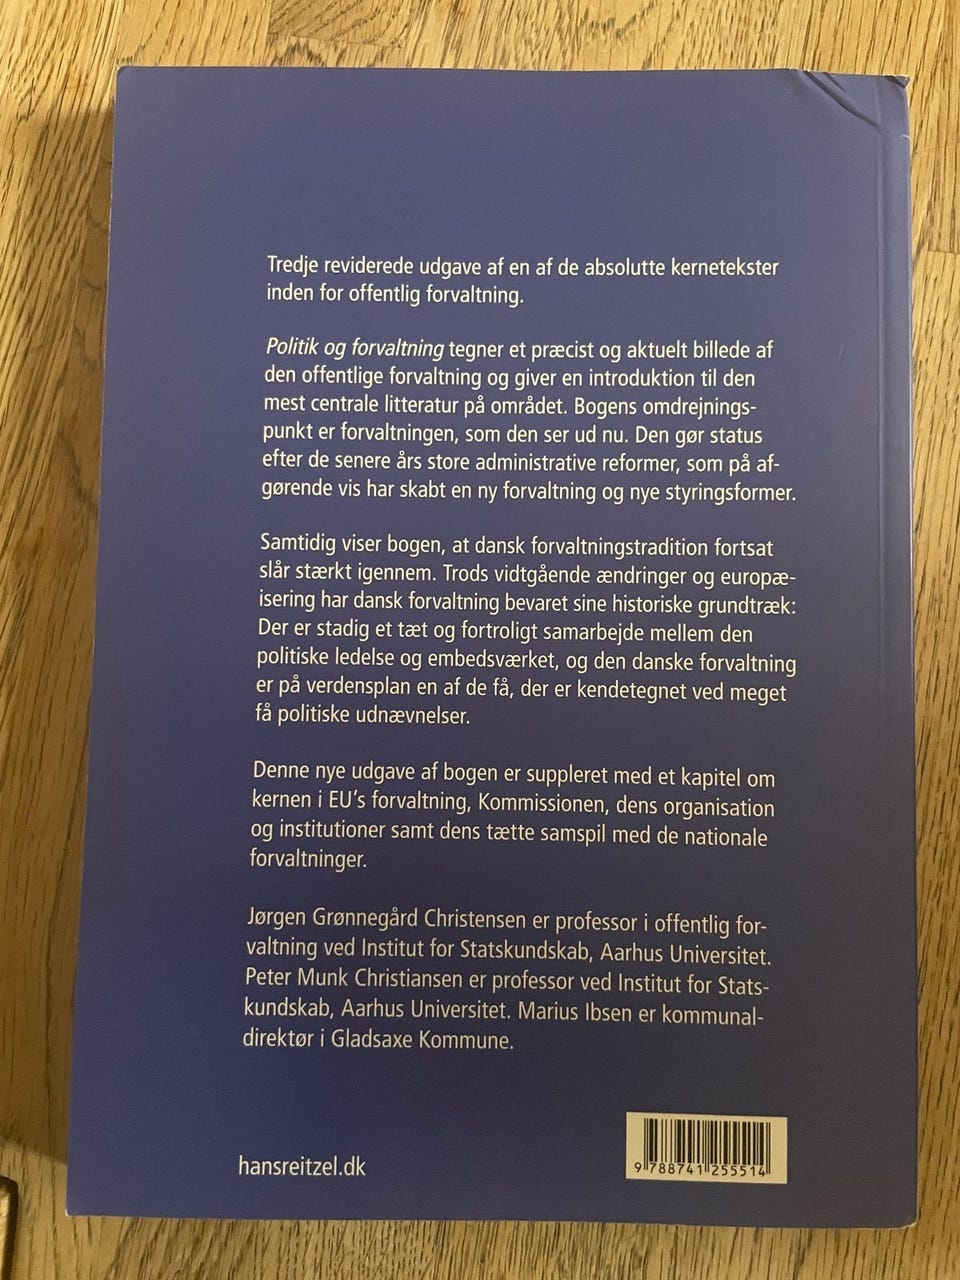 Tredje reviderede udgave af en af de absolutte kernetekster
inden for offentlig forvaltning.
Politik og forvaltning tegner et præcist og aktuelt billede af
den offentlige forvaltning og giver en introduktion til den
mest centrale litteratur på området. Bogens omdrejnings-
punkt er forvaltningen, som den ser ud nu. Den gør status
efter de senere års store administrative reformer, som på af-
gørende vis har skabt en ny forvaltning og nye styringsformer.
Samtidig viser bogen, at dansk forvaltningstradition fortsat
slår stærkt igennem. Trods vidtgående ændringer og europæ-
isering har dansk forvaltning bevaret sine historiske grundtræk:
Der er stadig et tæt og fortroligt samarbejde mellem den
politiske ledelse og embedsværket, og den danske forvaltning
er på verdensplan en af de få, der er kendetegnet ved meget
få politiske udnævnelser.
Denne nye udgave af bogen er suppleret med et kapitel om
kernen i EU's forvaltning, Kommissionen, dens organisation
og institutioner samt dens tætte samspil med de nationale
forvaltninger.
Jørgen Grønnegård Christensen er professor i offentlig for-
valtning ved Institut for Statskundskab, Aarhus Universitet.
Peter Munk Christiansen er professor ved Institut for Stats-
kundskab, Aarhus Universitet. Marius Ibsen er kommunal-
direktør i Gladsaxe Kommune.
hansreitzel.dk
9 788741 255514